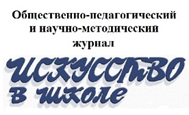 Общественно-педагогический
и научно-методический
журнал
ИСКУССТВО
в школе